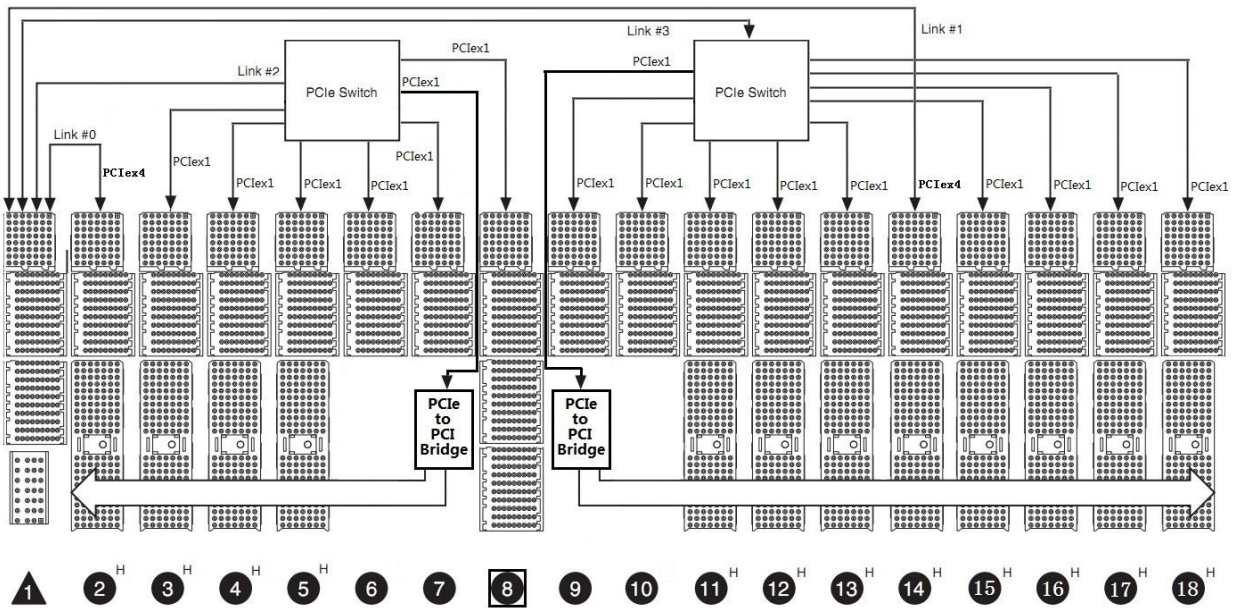 Link #3
Link #1
PCIex1
PCIex1
Link #2
PCIe Switch
PCIex1
PCIe Switch
Link #0
PCIex4
PCIex1
PCIex1
PCIex1
PCIex1
PCIex1
PCIex1
PCIex1
PCIex1
PCIex1
PCIex1
PCIex4
PCIex1
PCIex1
PCIex1
PCIex1
PCIe
to
PCI
Bridge
PCIe
to
PCI
Bridge
1 2 H 3 H 4 H 5 H 6 7 8 9 10 11 H 12 H 13 H 14 H 15 H 16 H 17 H 18 H